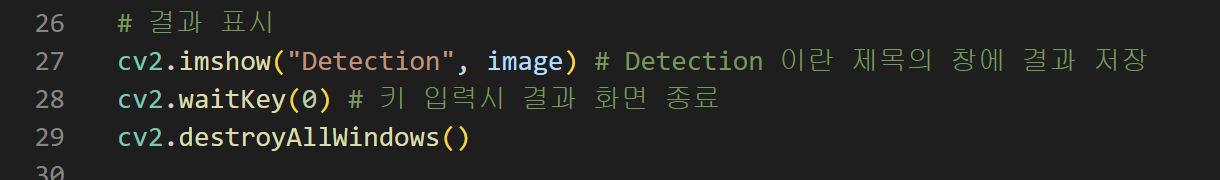 26 # 결과 표시
27 cv2.imshow("Detection", image) # Detection 이란 제목의 창에 결과 저장
28 cv2.waitKey(0) # 키 입력시 결과 화면 종료
29 cv2.destroyAllWindows()
30